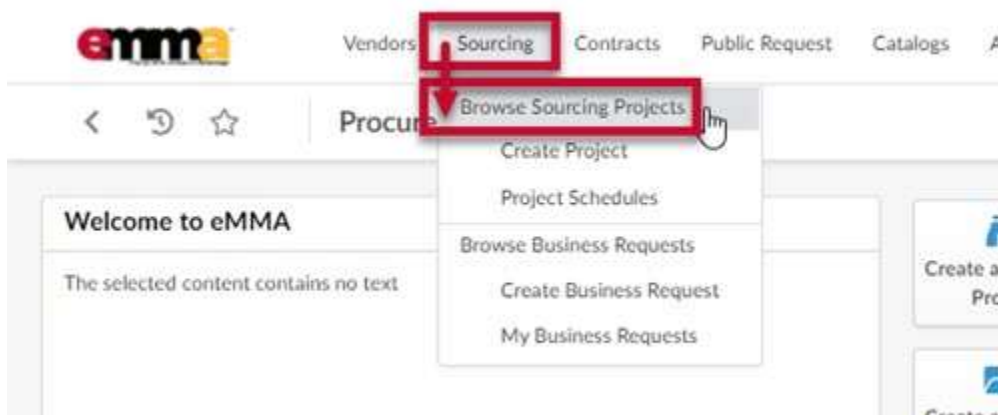 emma
Vendors Sourcing Contracts Public Request Catalogs
Procure
Browse Sourcing Projects
Create Project
Project Schedules
Welcome to eMMA
Browse Business Requests
The selected content contains no text
Create Business Request
My Business Requests
Create a